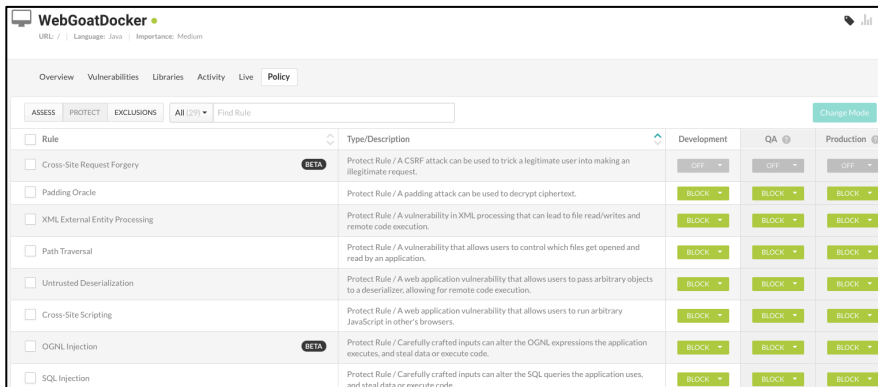 WebGoatDocker
URL: / | Language: Java | Importance: Medium
Overview Vulnerabilities Libraries Activity Live Policy
ASSESS PROTECT EXCLUSIONS All (29) Find Rule Change Mode
Rule Type/Description Development QA ? Production ?
Cross-Site Request Forgery BETA Protect Rule / A CSRF attack can be used to trick a legitimate user into making an OFF OFF OFF
illegitimate request.
Padding Oracle Protect Rule / A padding attack can be used to decrypt ciphertext. BLOCK BLOCK BLOCK
XML External Entity Processing Protect Rule / A vulnerability in XML processing that can lead to file read/writes and BLOCK BLOCK BLOCK
remote code execution.
Path Traversal Protect Rule / A vulnerability that allows users to control which files get opened and BLOCK BLOCK BLOCK
read by an application.
Untrusted Deserialization Protect Rule / A web application vulnerability that allows users to pass arbitrary objects BLOCK BLOCK BLOCK
to a deserializer, allowing for remote code execution.
Cross-Site Scripting Protect Rule / A web application vulnerability that allows users to run arbitrary BLOCK BLOCK BLOCK
JavaScript in other's browsers.
OGNL Injection BETA Protect Rule / Carefully crafted inputs can alter the OGNL expressions the application BLOCK BLOCK BLOCK
executes, and steal data or execute code.
SQL Injection Protect Rule / Carefully crafted inputs can alter the SQL queries the application uses, BLOCK BLOCK BLOCK
and steal data or execute code.